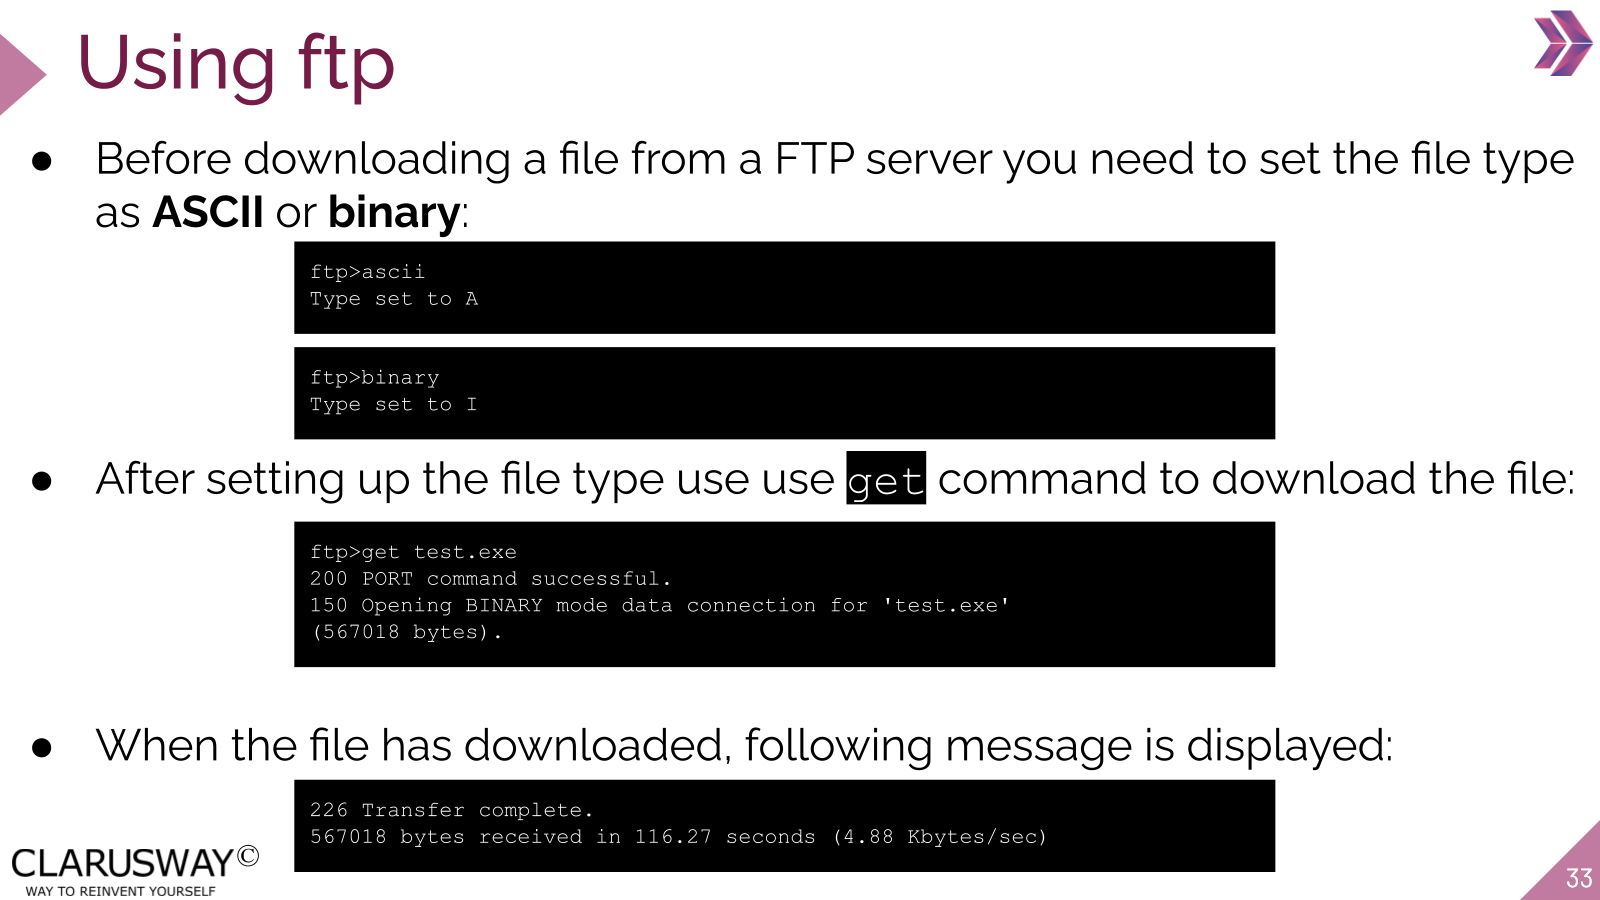 Using ftp
● Before downloading a file from a FTP server you need to set the file type
as ASCII or binary:
ftp>ascii
Type set to A
ftp>binary
Type set to I
● After setting up the file type use use get command to download the file:
ftp>get test.exe
200 PORT command successful.
150 Opening BINARY mode data connection for 'test.exe'
(567018 bytes).
● When the file has downloaded, following message is displayed:
226 Transfer complete.
567018 bytes received in 116.27 seconds (4.88 Kbytes/sec)
CLARUSWAY©
WAY TO REINVENT YOURSELF
33